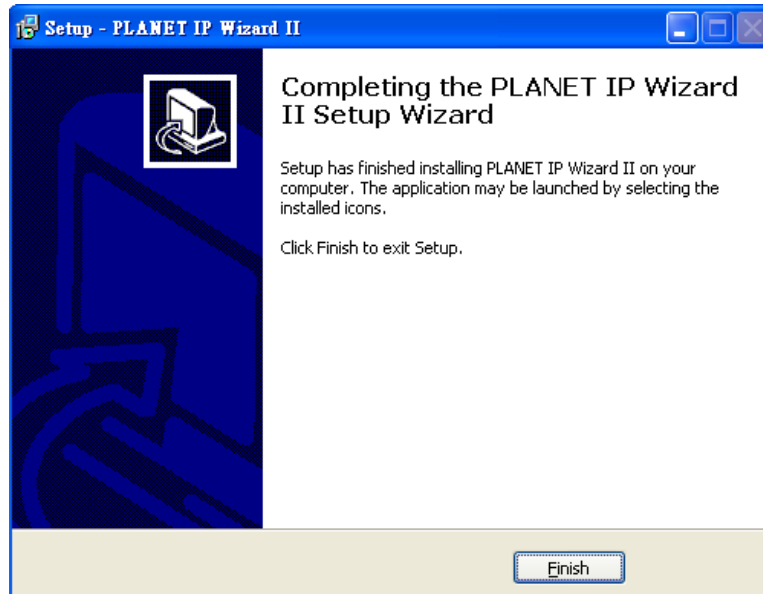 Setup - PLANET IP Wizard II
Completing the PLANET IP Wizard
II Setup Wizard
Setup has finished installing PLANET IP Wizard II on your
computer. The application may be launched by selecting the
installed icons.
Click Finish to exit Setup.
Finish